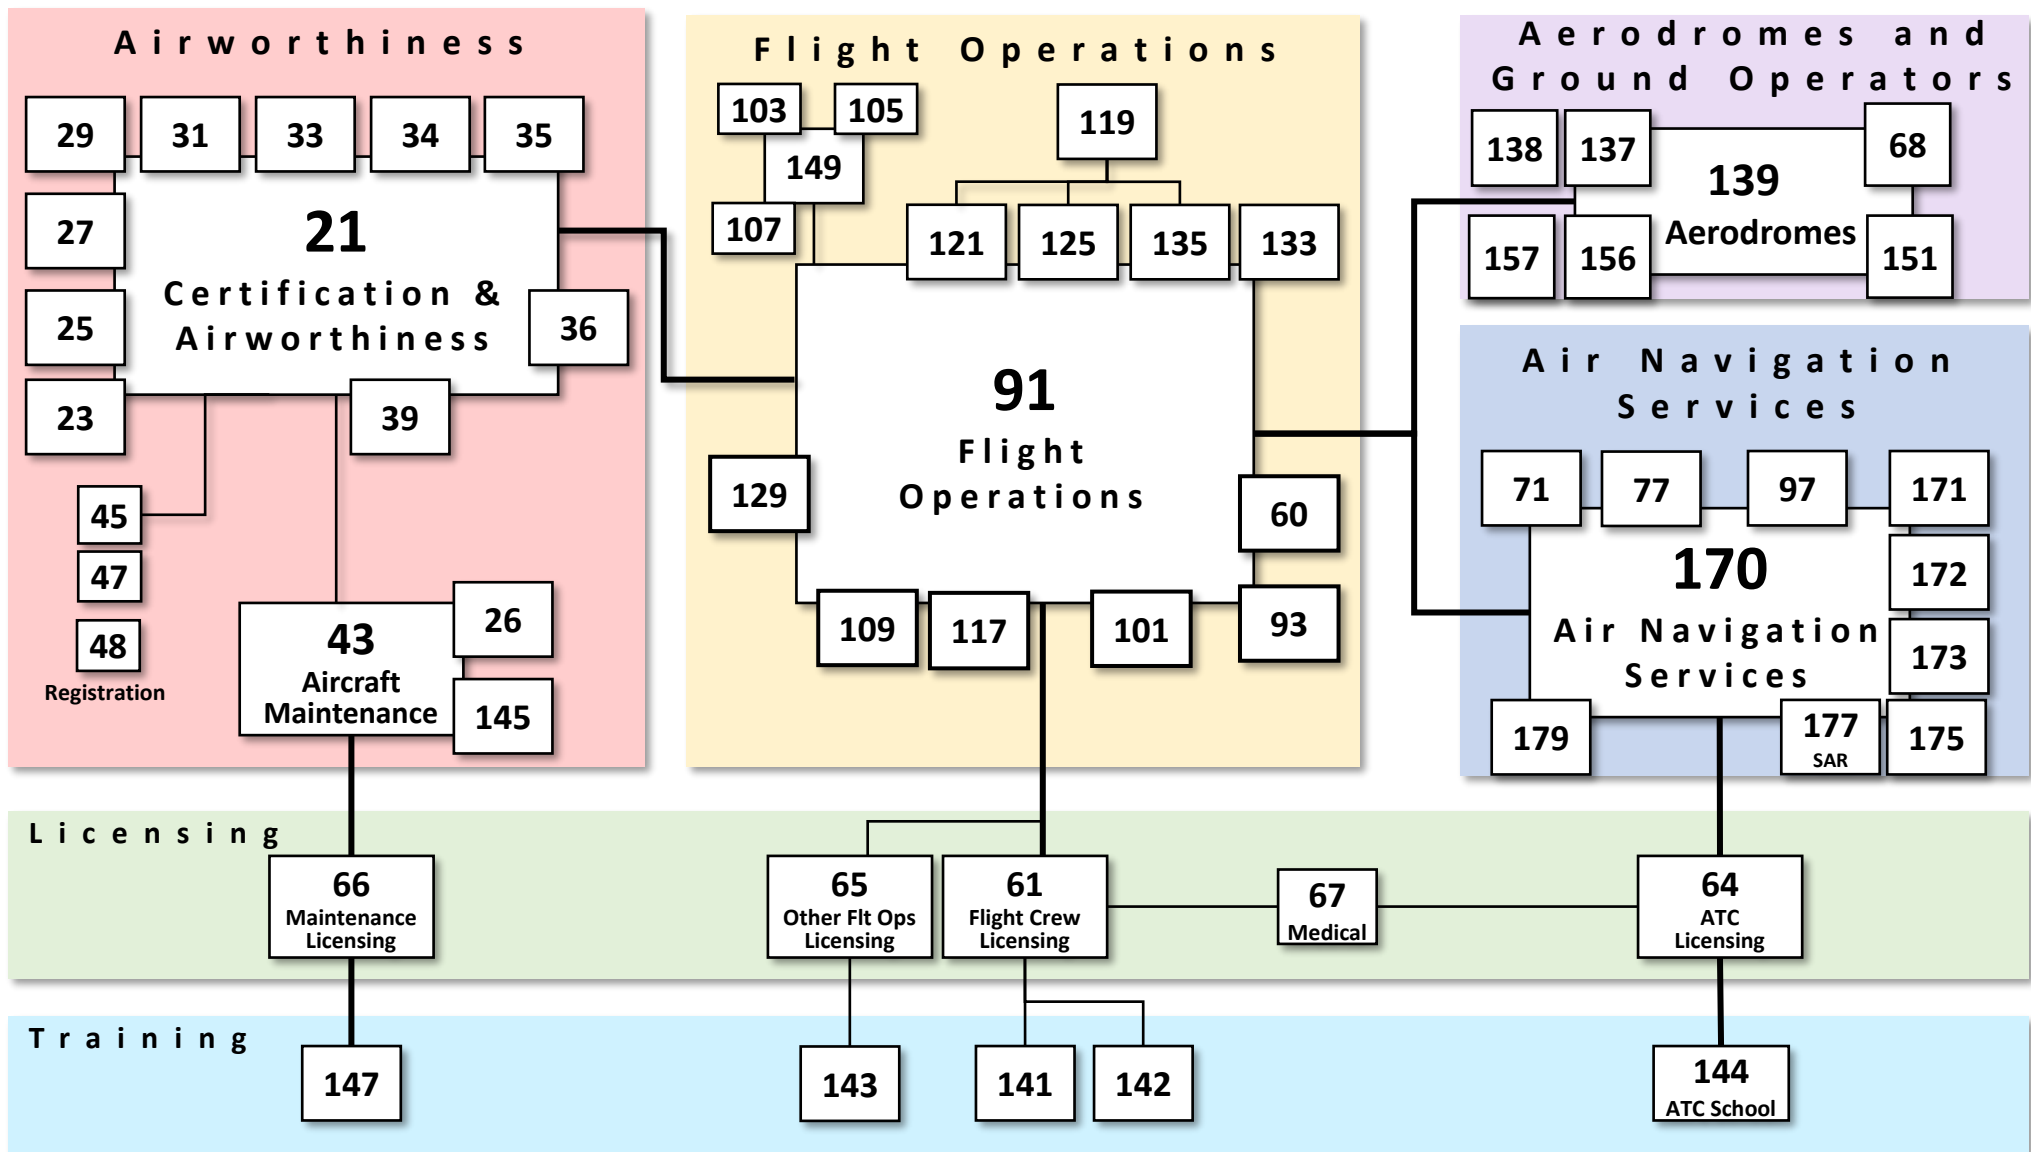 Airworthiness
29
31
33
34
35
27
21
Certification &
Airworthiness
25
36
23
39
45
47
48
Registration
43
Aircraft
Maintenance
26
145
Flight Operations
103
105
149
107
119
121
125
135
133
91
Flight
Operations
129
60
109
117
101
93
Aerodromes and
Ground Operators
138
137
68
139
Aerodromes
157
156
151
Air Navigation
Services
71
77
97
171
170
Air Navigation
Services
172
173
179
177
SAR
175
Licensing
66
Maintenance
Licensing
65
Other Flt Ops
Licensing
61
Flight Crew
Licensing
67
Medical
64
ATC
Licensing
Training
147
143
141
142
144
ATC School